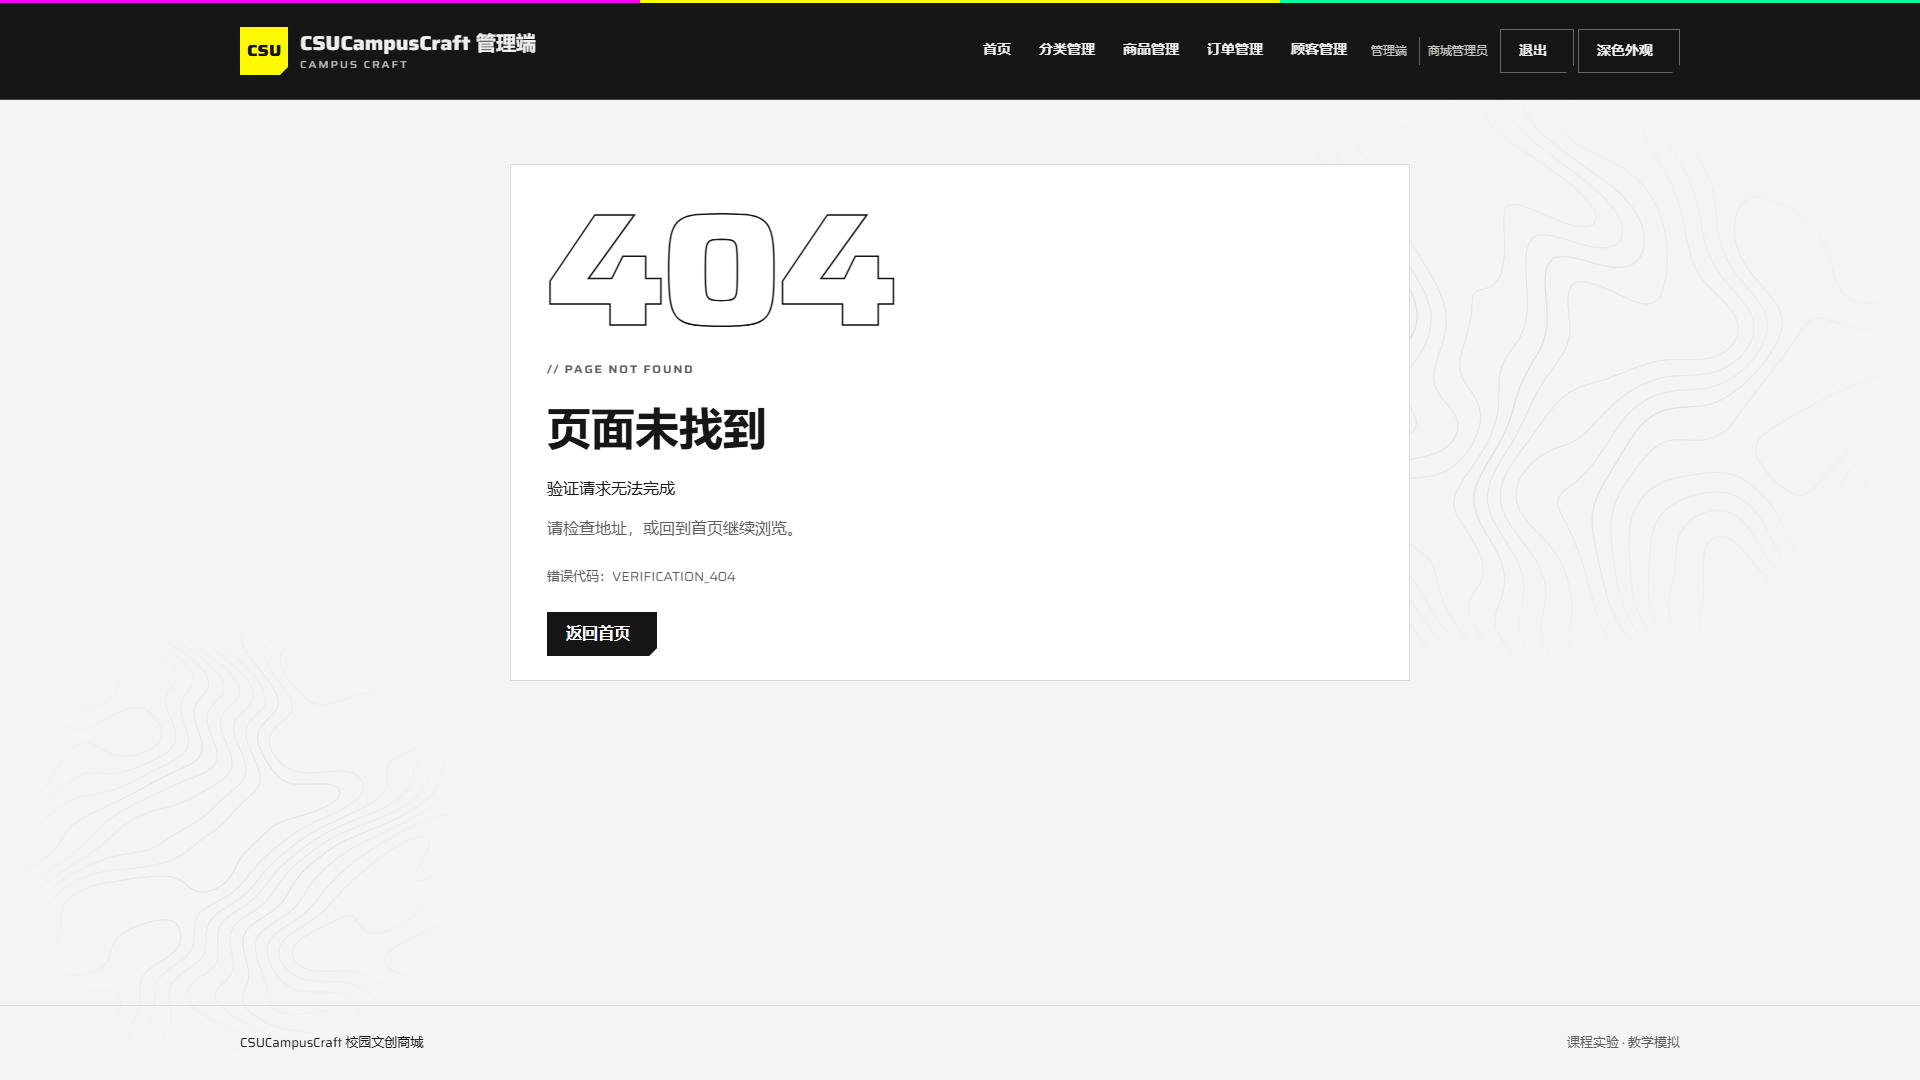 CSU
CSUCampusCraft 管理端
CAMPUS CRAFT
首页 分类管理 商品管理 订单管理 顾客管理 管理端 商城管理员 退出 深色外观
404
// PAGE NOT FOUND
页面未找到
验证请求无法完成
请检查地址，或回到首页继续浏览。
错误代码：VERIFICATION_404
返回首页
CSUCampusCraft 校园文创商城
课程实验 · 教学模拟